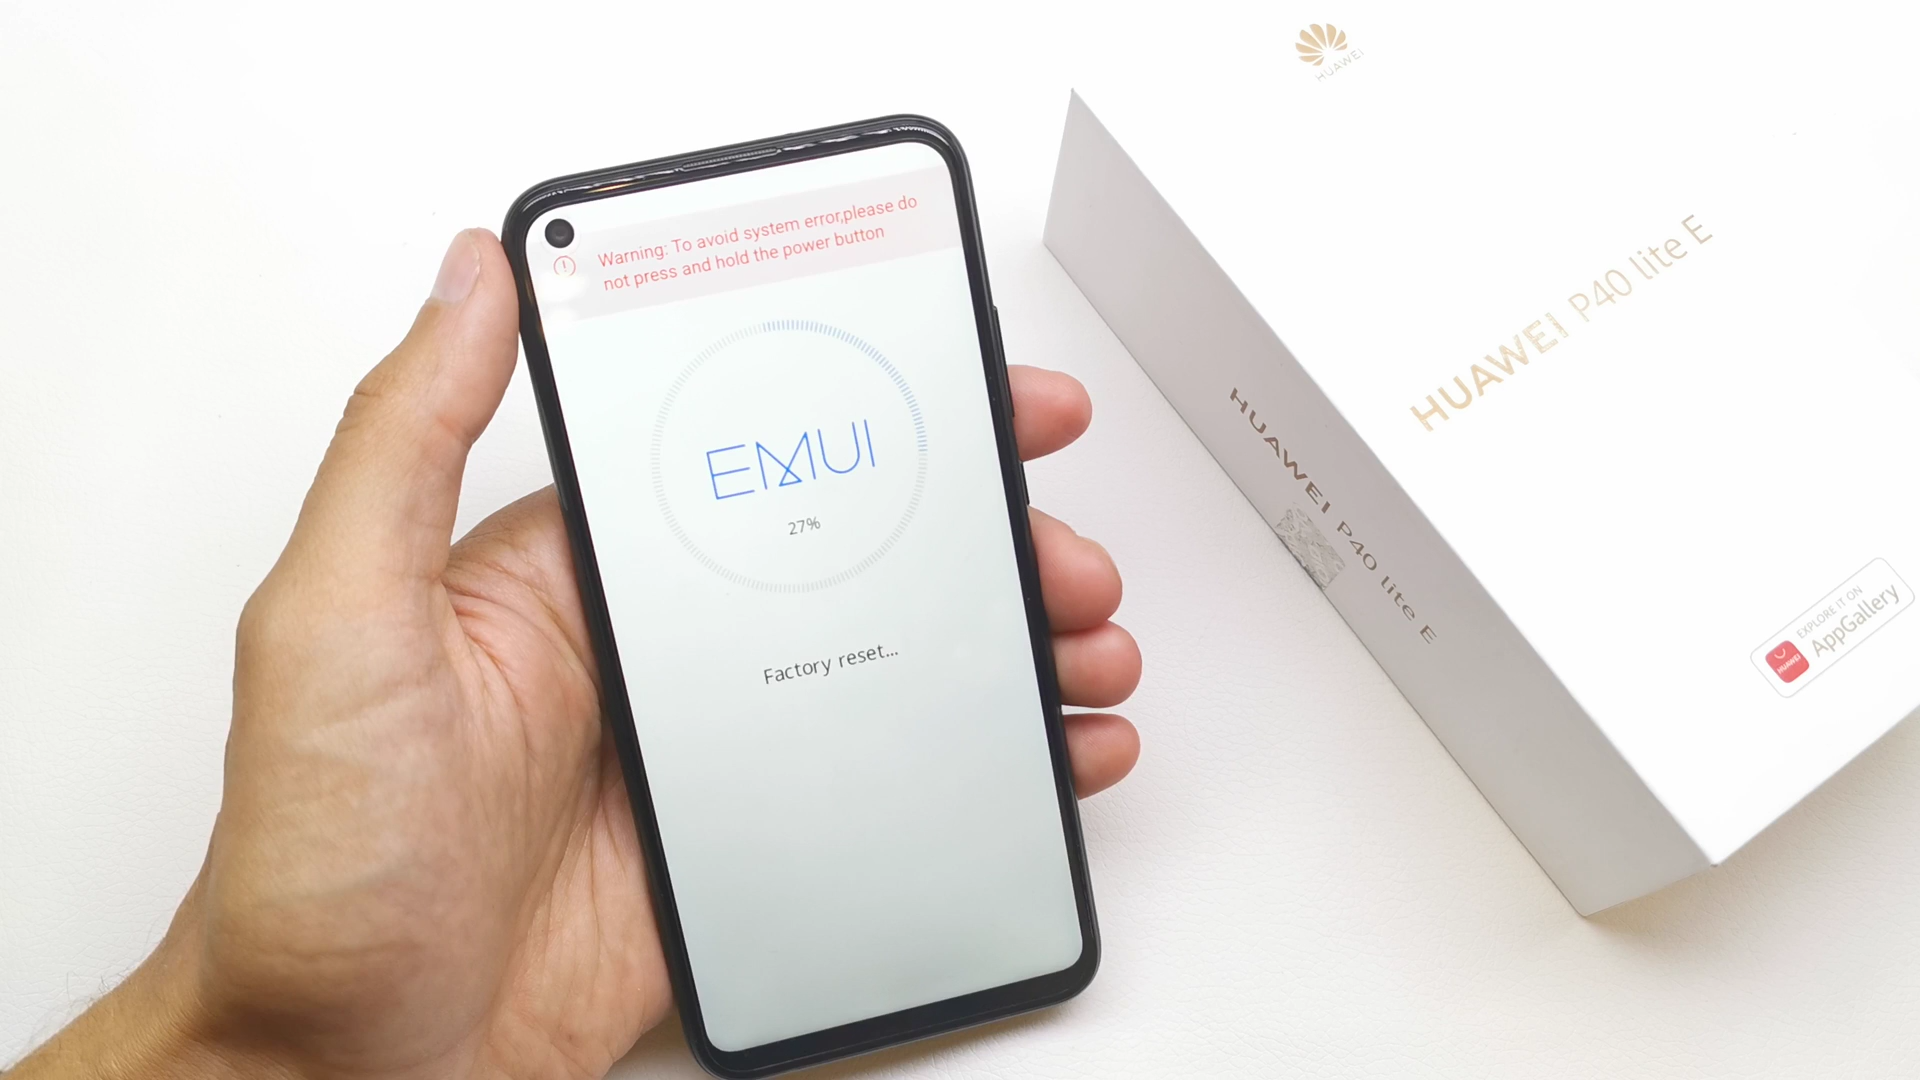 Warning: To avoid system error,please do
not press and hold the power button
EMUI
27%
Factory reset...
HUAWEI
HUAWEI P40 lite E
HUAWEI P40 lite E
EXPLORE IT ON
AppGallery
HUAWEI